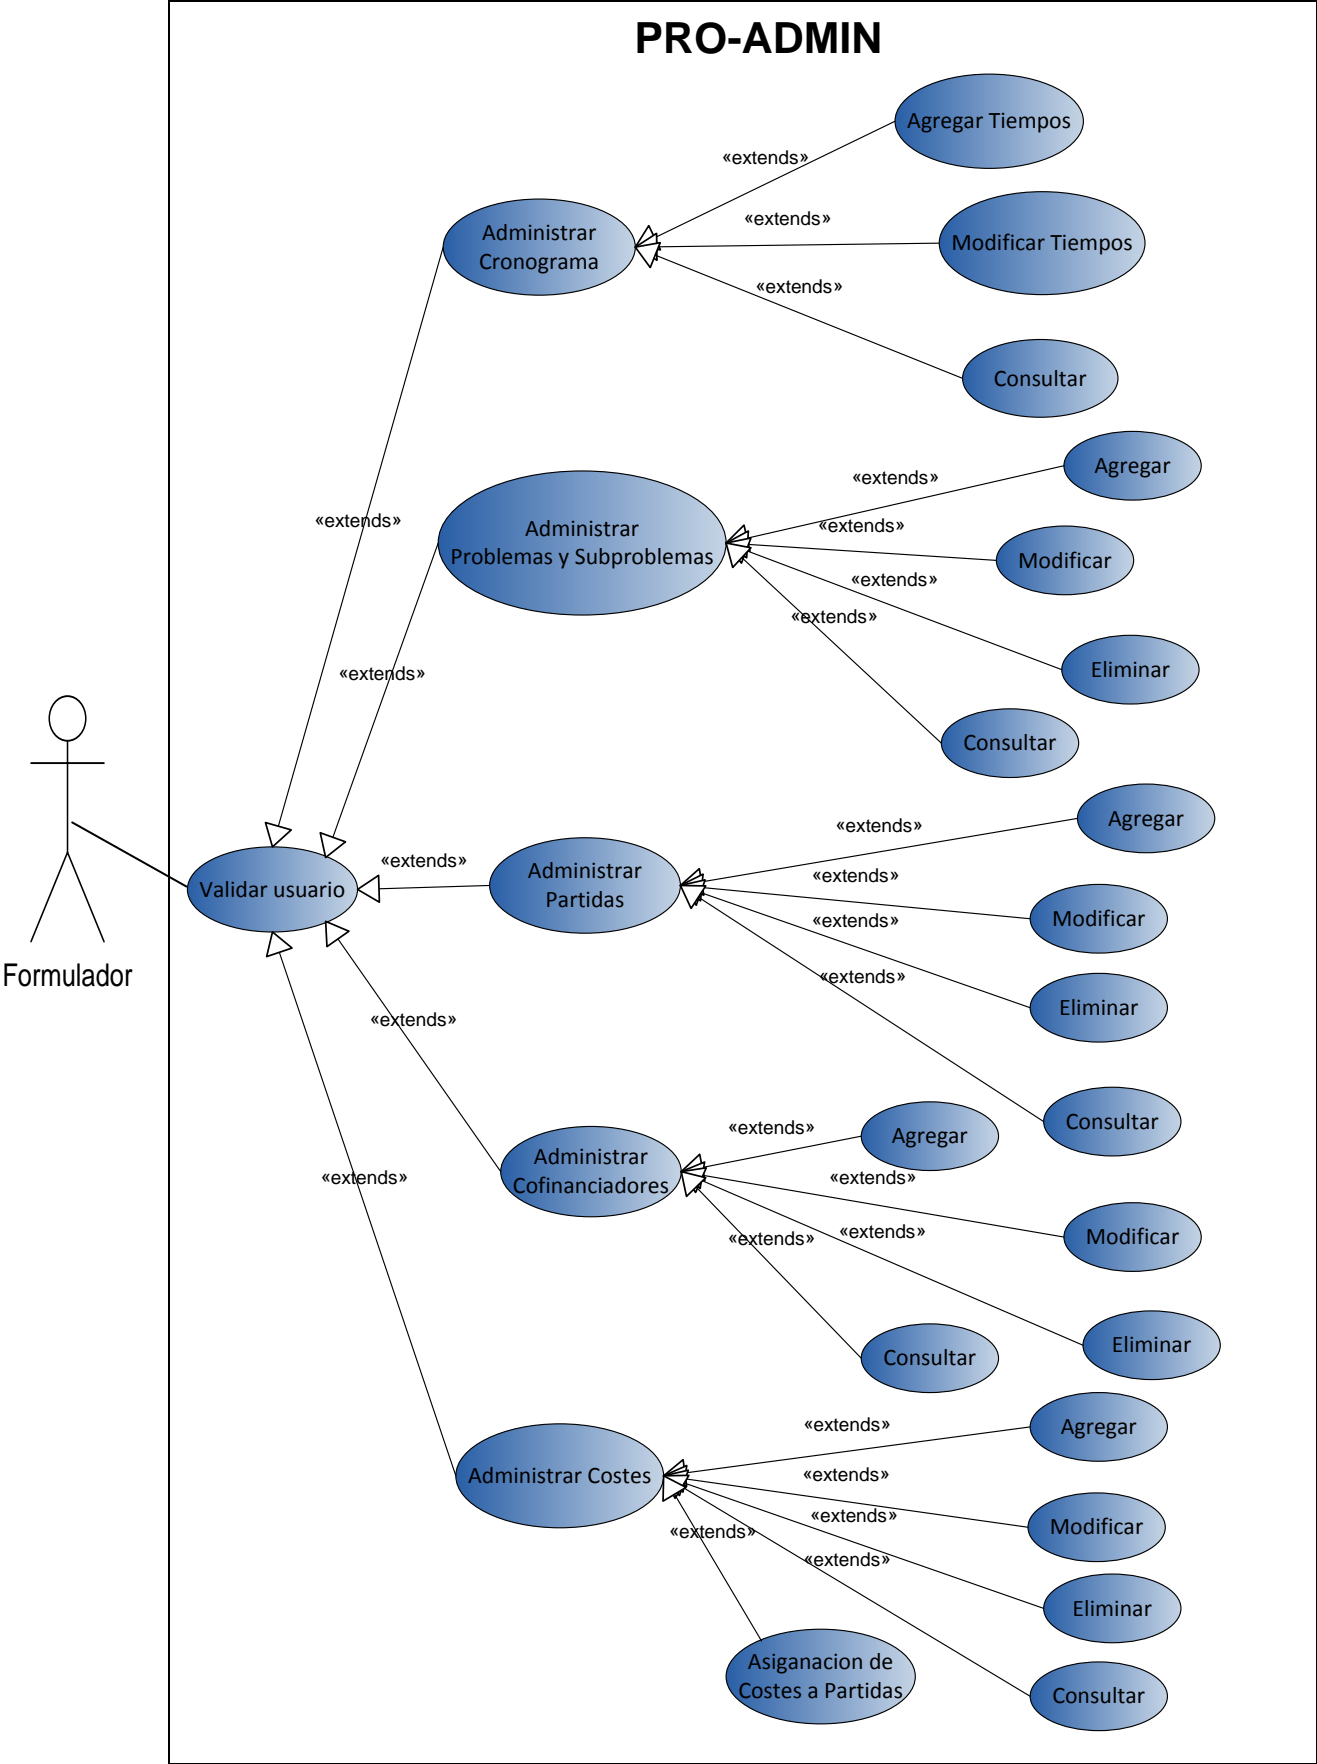 PRO-ADMIN
Agregar Tiempos
«extends»
Modificar Tiempos
«extends»
Administrar
Cronograma
«extends»
Consultar
Agregar
«extends»
«extends»
Administrar
Problemas y Subproblemas
«extends»
Modificar
«extends»
«extends»
Eliminar
«extends»
Consultar
Agregar
«extends»
«extends»
Administrar
Partidas
«extends»
Validar usuario
Modificar
«extends»
Formulador
«extends»
Eliminar
«extends»
Consultar
«extends»
Agregar
Administrar
Cofinanciadores
«extends»
«extends»
«extends»
«extends»
Modificar
Eliminar
Consultar
«extends»
Agregar
Administrar Costes
«extends»
«extends»
Modificar
«extends»
«extends»
Eliminar
Asiganacion de
Costes a Partidas
Consultar